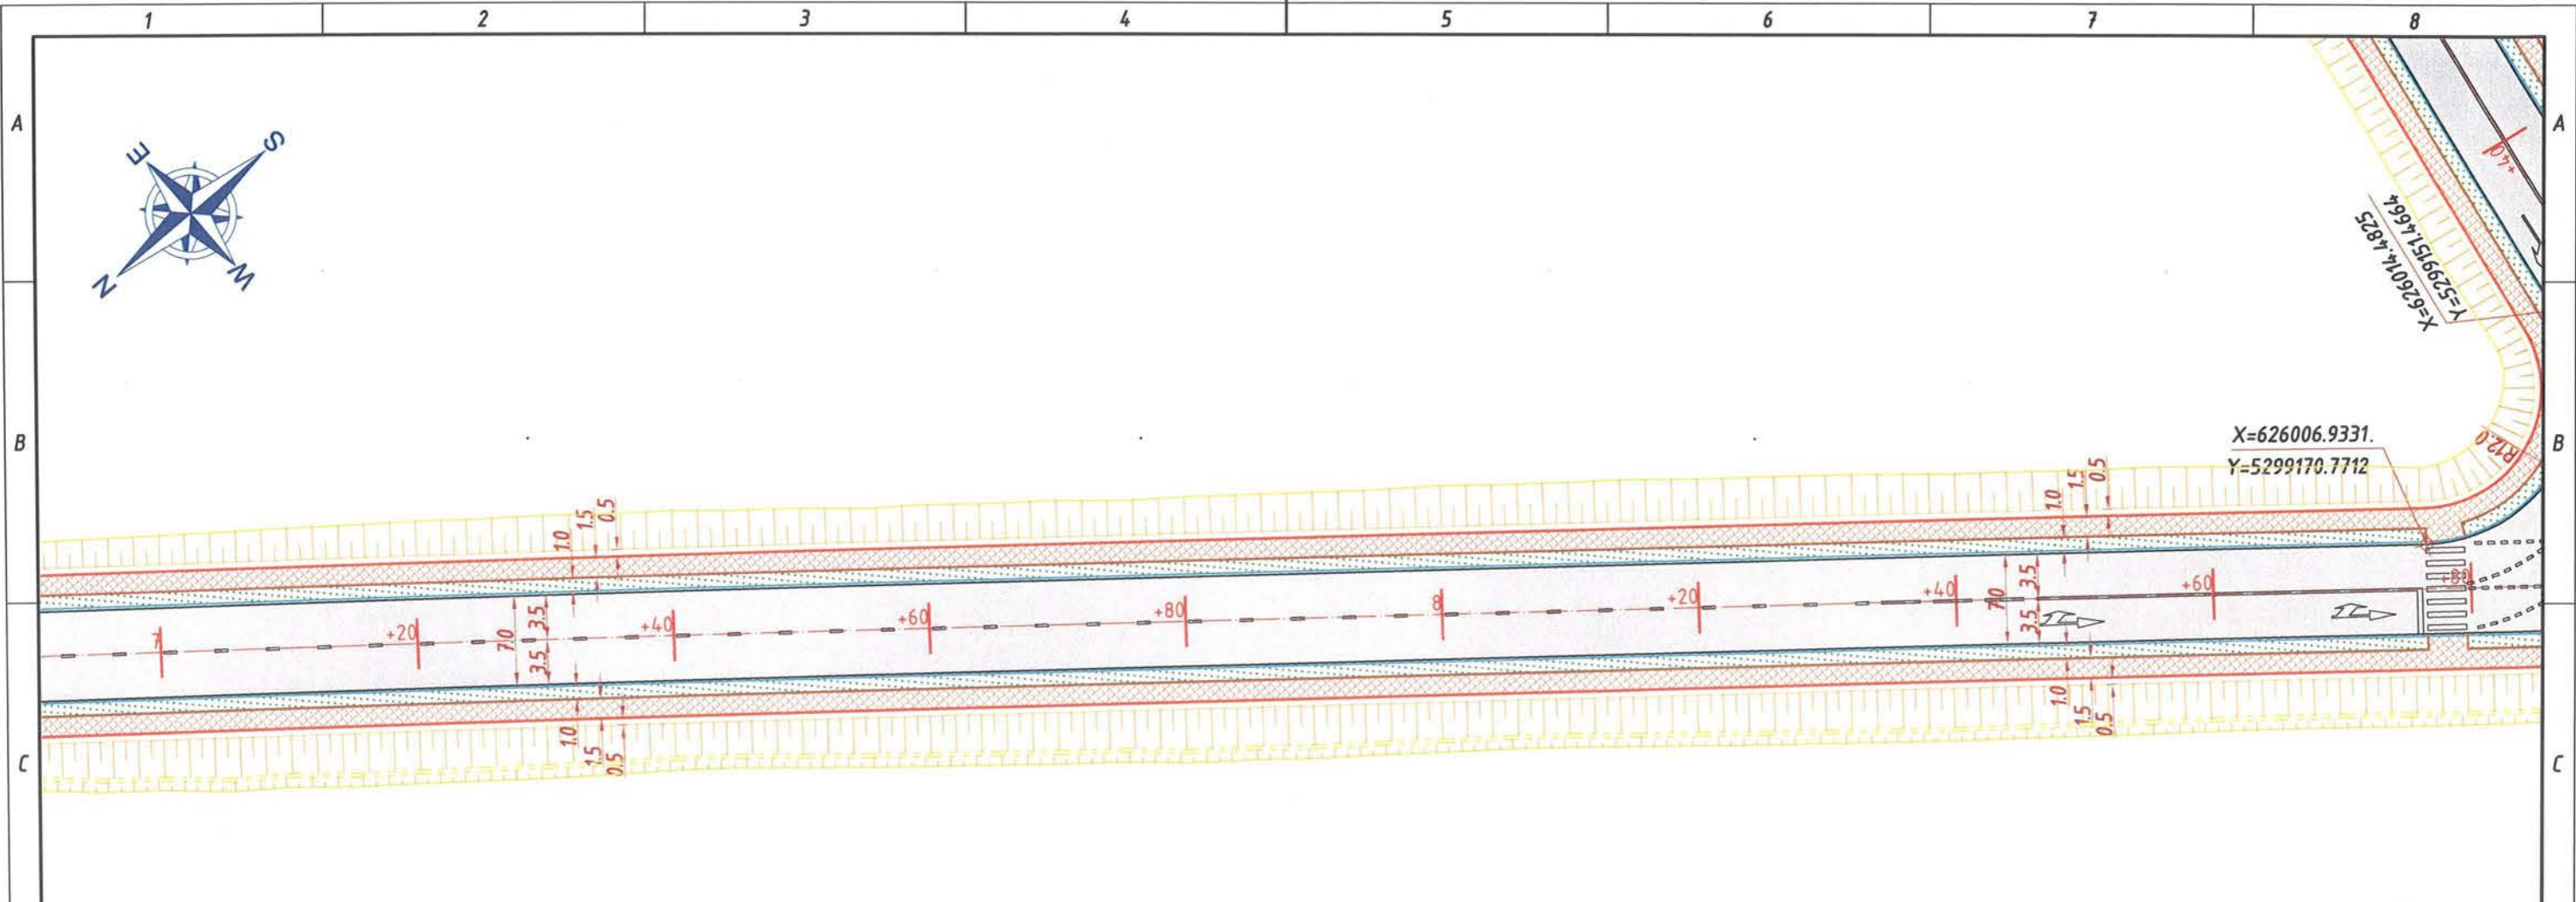 1 2 3 4 5 6 7 8
A A
S
E
W
N
+40
X=626014.4825
Y=5299151.4664
B B
R12.0
X=626006.9331.
Y=5299170.7712
1.0 1.5 0.5
1.0 1.5 0.5
7 +20 +40 +60 +80 8 +20 +40 +60 +80
7.0 3.5 3.5
7.0 3.5 3.5
1.0 1.5 0.5
1.0 1.5 0.5
C C